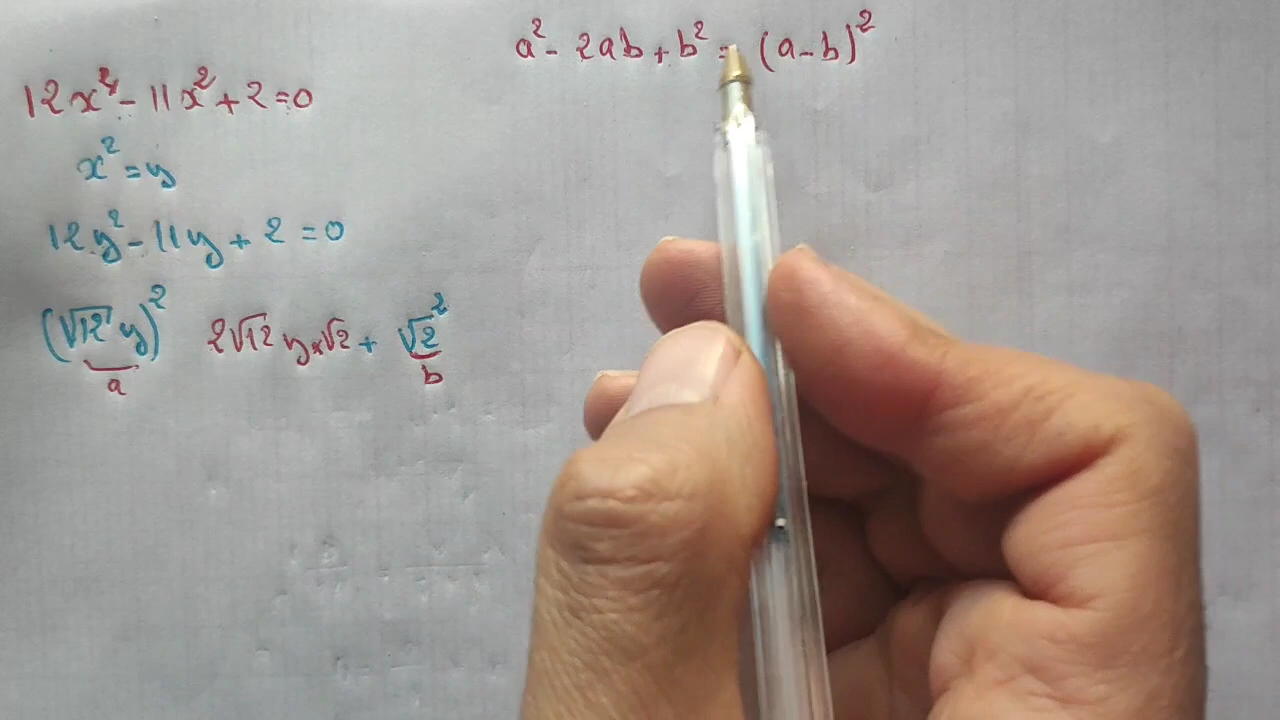 a² - 2ab + b² = (a-b)²
12x⁴ - 11x² + 2 = 0
x² = y
12y² - 11y + 2 = 0
(√12 y)² 2√12 y × √2 + √2²
a b